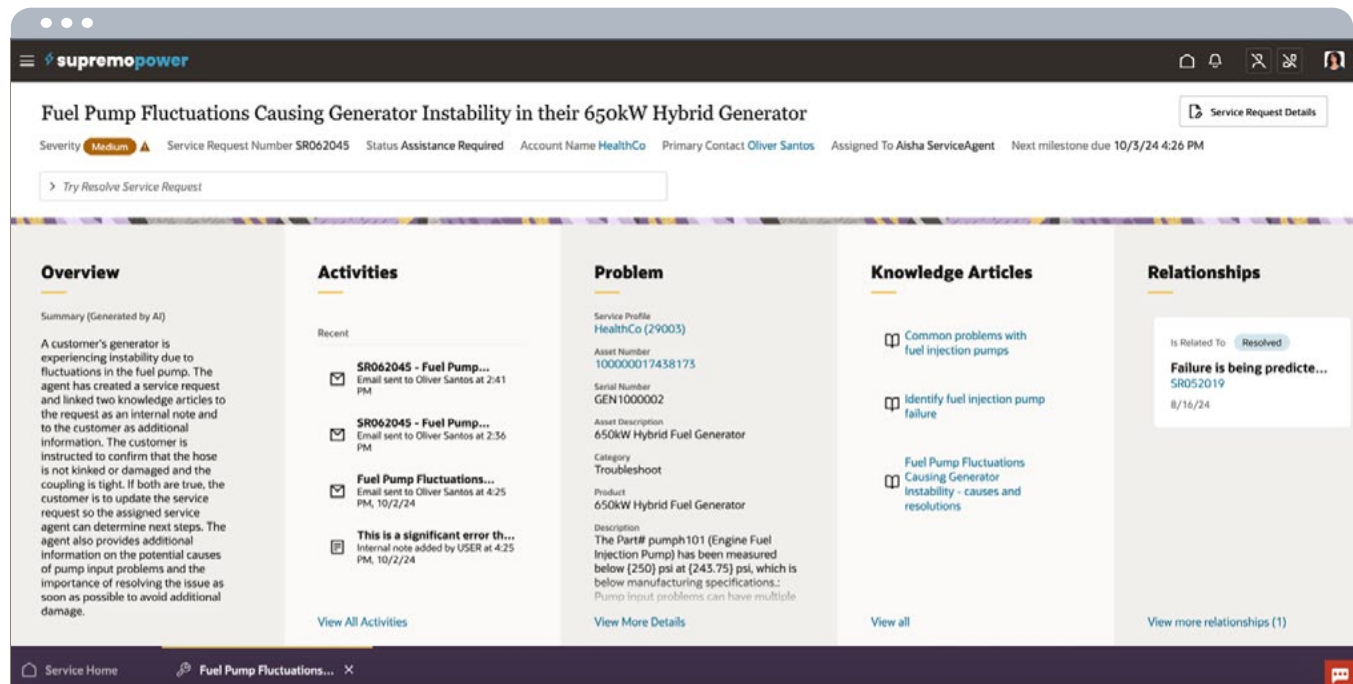 supremopower
Fuel Pump Fluctuations Causing Generator Instability in their 650kW Hybrid Generator
Service Request Details
Severity Medium Service Request Number SR062045 Status Assistance Required Account Name HealthCo Primary Contact Oliver Santos Assigned To Aisha ServiceAgent Next milestone due 10/3/24 4:26 PM
Try Resolve Service Request
Overview
Summary (Generated by AI)
A customer's generator is
experiencing instability due to
fluctuations in the fuel pump. The
agent has created a service request
and linked two knowledge articles to
the request as an internal note and
to the customer as additional
information. The customer is
instructed to confirm that the hose
is not kinked or damaged and the
coupling is tight. If both are true, the
customer is to update the service
request so the assigned service
agent can determine next steps. The
agent also provides additional
information on the potential causes
of pump input problems and the
importance of resolving the issue as
soon as possible to avoid additional
damage.
Activities
Recent
SR062045 - Fuel Pump...
Email sent to Oliver Santos at 2:41
PM
SR062045 - Fuel Pump...
Email sent to Oliver Santos at 2:36
PM
Fuel Pump Fluctuations...
Email sent to Oliver Santos at 4:25
PM, 10/2/24
This is a significant error th...
Internal note added by USER at 4:25
PM, 10/2/24
View All Activities
Problem
Service Profile
HealthCo (29003)
Asset Number
100000017438173
Serial Number
GEN1000002
Asset Description
650kW Hybrid Fuel Generator
Category
Troubleshoot
Product
650kW Hybrid Fuel Generator
Description
The Part# pumph101 (Engine Fuel
Injection Pump) has been measured
below {250} psi at {243.75} psi, which is
below manufacturing specifications.:
Pump input problems can have multiple
View More Details
Knowledge Articles
Common problems with
fuel injection pumps
Identify fuel injection pump
failure
Fuel Pump Fluctuations
Causing Generator
Instability - causes and
resolutions
View all
Relationships
Is Related To Resolved
Failure is being predicte...
SR052019
8/16/24
View more relationships (1)
Service Home
Fuel Pump Fluctuations...